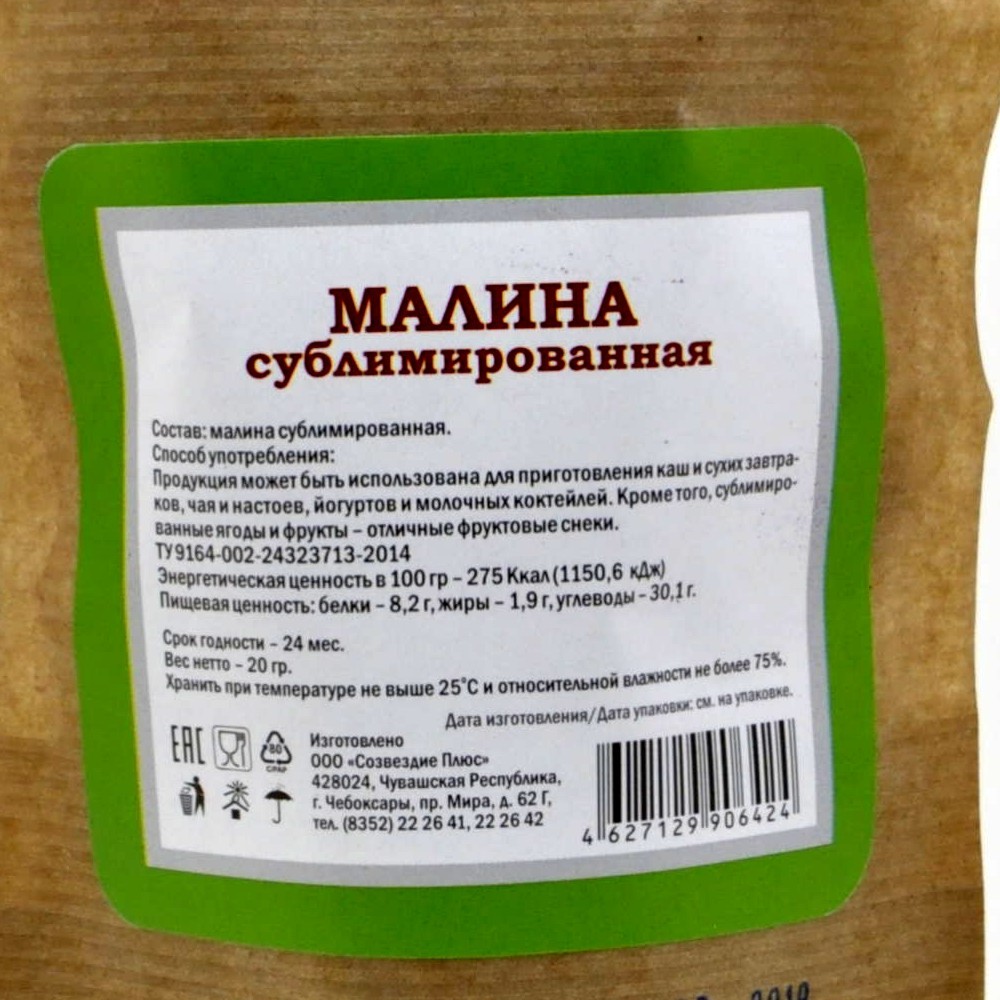 МАЛИНА
сублимированная
Состав: малина сублимированная.
Способ употребления:
Продукция может быть использована для приготовления каш и сухих завтра-
ков, чая и настоев, йогуртов и молочных коктейлей. Кроме того, сублимиро-
ванные ягоды и фрукты – отличные фруктовые снеки.
ТУ 9164-002-24323713-2014
Энергетическая ценность в 100 гр – 275 Ккал (1150,6 кДж)
Пищевая ценность: белки – 8,2 г, жиры – 1,9 г, углеводы – 30,1 г.
Срок годности – 24 мес.
Вес нетто – 20 гр.
Хранить при температуре не выше 25°С и относительной влажности не более 75%.
Дата изготовления/Дата упаковки: см. на упаковке.
ЕАС
80
C/PAP
Изготовлено
ООО «Созвездие Плюс»
428024, Чувашская Республика,
г. Чебоксары, пр. Мира, д. 62 Г,
тел. (8352) 22 26 41, 22 26 42
4 627129 906424